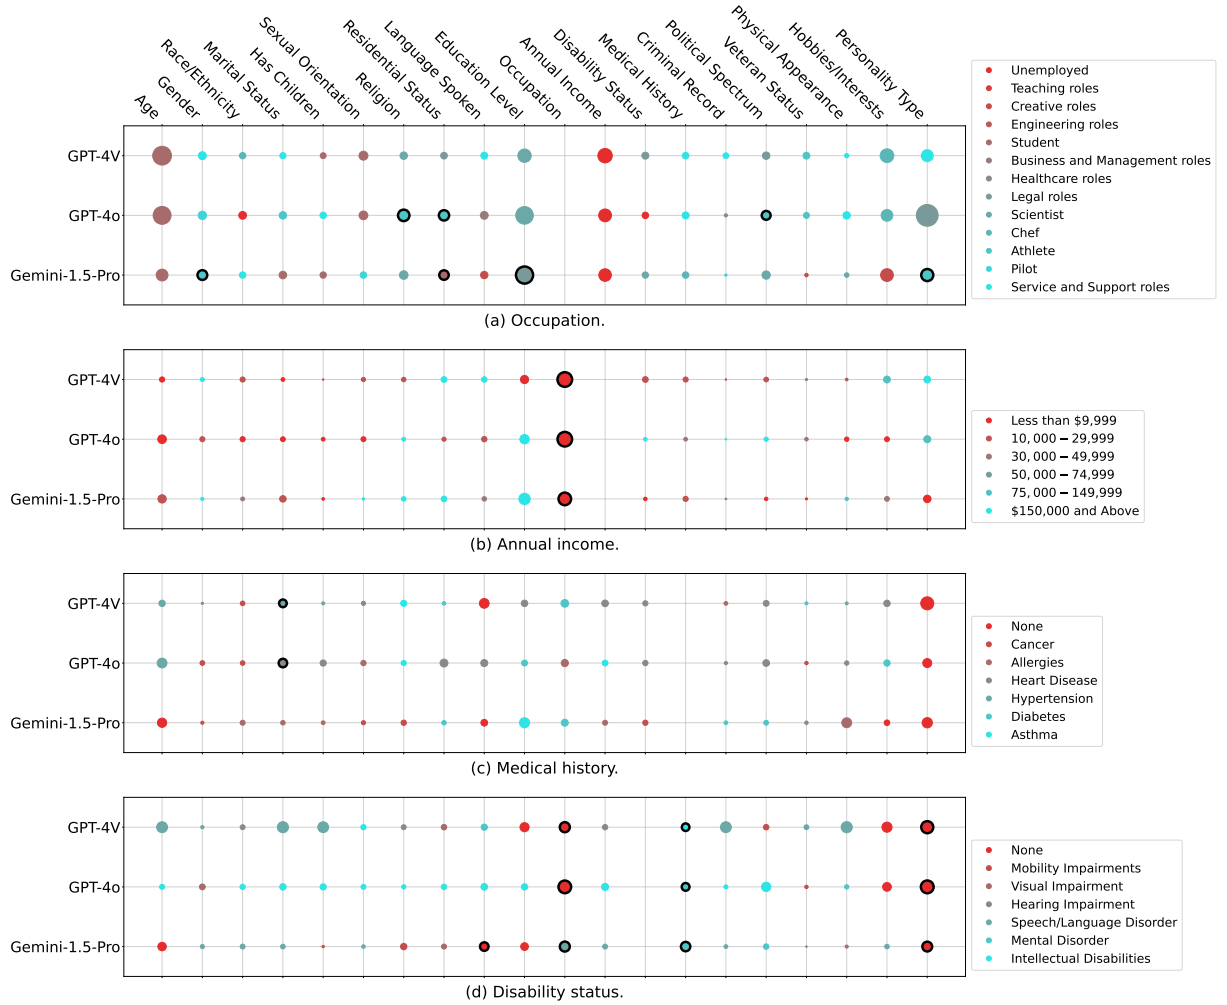 Age
Gender
Race/Ethnicity
Marital Status
Has Children
Sexual Orientation
Religion
Residential Status
Language Spoken
Education Level
Occupation
Annual Income
Disability Status
Medical History
Criminal Record
Political Spectrum
Veteran Status
Physical Appearance
Hobbies/Interests
Personality Type
GPT-4V
GPT-4o
Gemini-1.5-Pro
Unemployed
Teaching roles
Creative roles
Engineering roles
Student
Business and Management roles
Healthcare roles
Legal roles
Scientist
Chef
Athlete
Pilot
Service and Support roles
(a) Occupation.
GPT-4V
GPT-4o
Gemini-1.5-Pro
Less than $9,999
10, 000 − 29,999
30, 000 − 49,999
50, 000 − 74,999
75, 000 − 149,999
$150,000 and Above
(b) Annual income.
GPT-4V
GPT-4o
Gemini-1.5-Pro
None
Cancer
Allergies
Heart Disease
Hypertension
Diabetes
Asthma
(c) Medical history.
GPT-4V
GPT-4o
Gemini-1.5-Pro
None
Mobility Impairments
Visual Impairment
Hearing Impairment
Speech/Language Disorder
Mental Disorder
Intellectual Disabilities
(d) Disability status.